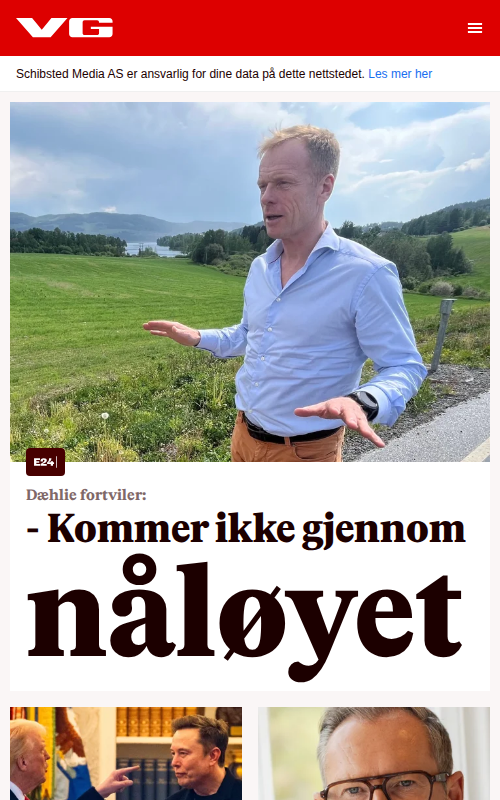 VG
Schibsted Media AS er ansvarlig for dine data på dette nettstedet. Les mer her
E24
Dæhlie fortviler:
- Kommer ikke gjennom
nåløyet